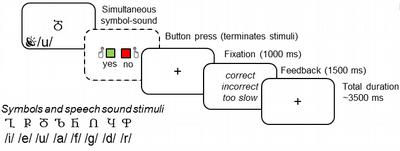 Simultaneous
symbol-sound
/u/
Button press (terminates stimuli)
yes no
Fixation (1000 ms)
+
correct
incorrect
too slow
Feedback (1500 ms)
+
Total duration
~3500 ms
Symbols and speech sound stimuli
/i/ /e/ /u/ /a/ /f/ /g/ /d/ /r/